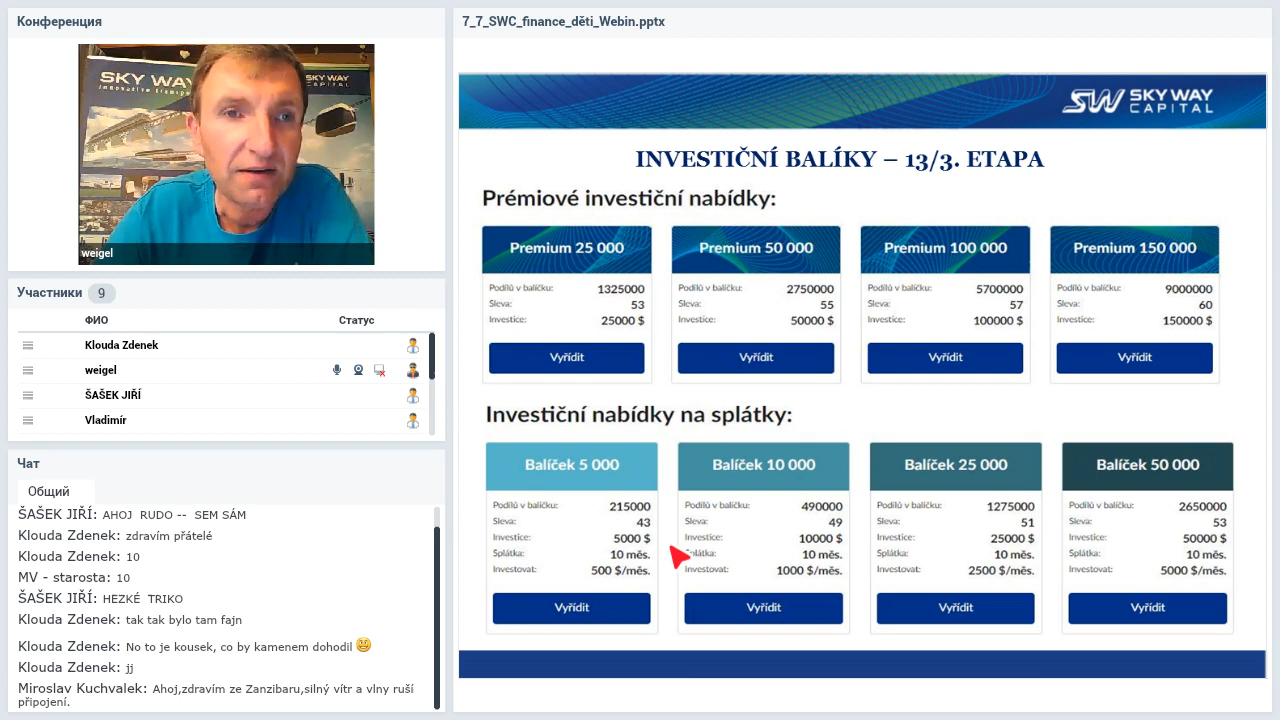 Конференция
SKY WAY
SKY WAY
CAPITAL
weigel
Участники 9
ФИО Статус
Klouda Zdenek
weigel
ŠAŠEK JIŘÍ
Vladimír
Чат
Общий
ŠAŠEK JIŘÍ: AHOJ RUDO -- SEM SÁM
Klouda Zdenek: zdravím přátelé
Klouda Zdenek: 10
MV - starosta: 10
ŠAŠEK JIŘÍ: HEZKÉ TRIKO
Klouda Zdenek: tak tak bylo tam fajn
Klouda Zdenek: No to je kousek, co by kamenem dohodil
Klouda Zdenek: jj
Miroslav Kuchvalek: Ahoj,zdravím ze Zanzibaru,silný vítr a vlny ruší
připojení.
7_7_SWC_finance_děti_Webin.pptx
SW SKY WAY
CAPITAL
INVESTIČNÍ BALÍKY – 13/3. ETAPA
Prémiové investiční nabídky:
Premium 25 000 Premium 50 000 Premium 100 000 Premium 150 000
Podílů v balíčku: 1325000 Podílů v balíčku: 2750000 Podílů v balíčku: 5700000 Podílů v balíčku: 9000000
Sleva: 53 Sleva: 55 Sleva: 57 Sleva: 60
Investice: 25000 $ Investice: 50000 $ Investice: 100000 $ Investice: 150000 $
Vyřídit Vyřídit Vyřídit Vyřídit
Investiční nabídky na splátky:
Balíček 5 000 Balíček 10 000 Balíček 25 000 Balíček 50 000
Podílů v balíčku: 215000 Podílů v balíčku: 490000 Podílů v balíčku: 1275000 Podílů v balíčku: 2650000
Sleva: 43 Sleva: 49 Sleva: 51 Sleva: 53
Investice: 5000 $ Investice: 10000 $ Investice: 25000 $ Investice: 50000 $
Splátka: 10 měs. Splátka: 10 měs. Splátka: 10 měs. Splátka: 10 měs.
Investovat: 500 $/měs. Investovat: 1000 $/měs. Investovat: 2500 $/měs. Investovat: 5000 $/měs.
Vyřídit Vyřídit Vyřídit Vyřídit